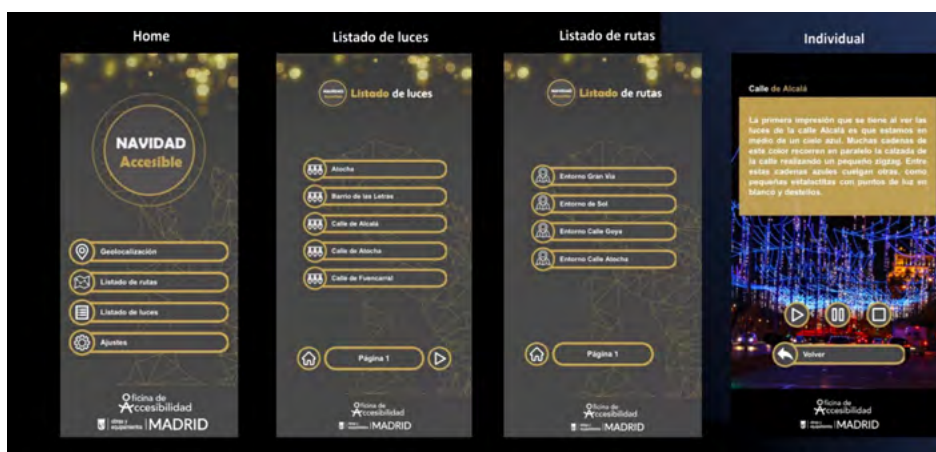 Home
NAVIDAD
Accesible
Geolocalización
Listado de rutas
Listado de luces
Ajustes
Oficina de
Accesibilidad
obras y
equipamientos | MADRID
Listado de luces
NAVIDAD
Accesible
Listado de luces
Atocha
Barrio de las Letras
Calle de Alcalá
Calle de Atocha
Calle de Fuencarral
Página 1
Oficina de
Accesibilidad
MADRID
Listado de rutas
NAVIDAD
Accesible
Listado de rutas
Entorno Gran Vía
Entorno de Sol
Entorno Calle Goya
Entorno Calle Atocha
Página 1
Oficina de
Accesibilidad
MADRID
Individual
Calle de Alcalá
La primera impresión que se tiene al ver las
luces de la calle Alcalá es que estamos en
medio de un cielo azul. Muchas cadenas de
este color recorren en paralelo la calzada de
la calle realizando un pequeño zigzag. Entre
estas cadenas azules cuelgan otras, como
pequeñas estalactitas con puntos de luz en
blanco y destellos.
Volver
Oficina de
Accesibilidad
MADRID